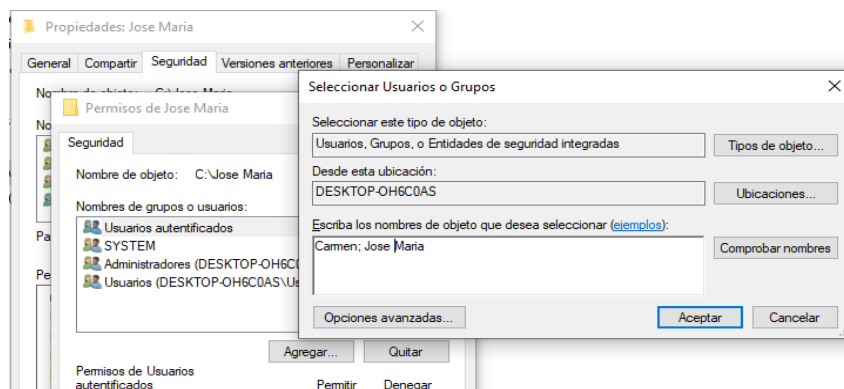 Propiedades: Jose Maria
General Compartir Seguridad Versiones anteriores Personalizar
Permisos de Jose Maria
Seguridad
Nombre de objeto: C:\Jose Maria
Nombres de grupo o usuarios:
Usuarios autentificados
SYSTEM
Administradores (DESKTOP-OH6C0
Usuarios (DESKTOP-OH6C0AS\Us
Agregar... Quitar
Permisos de Usuarios
autentificados Permitir Denegar
Seleccionar Usuarios o Grupos
Seleccionar este tipo de objeto:
Usuarios, Grupos, o Entidades de seguridad integradas Tipos de objeto...
Desde esta ubicación:
DESKTOP-OH6C0AS Ubicaciones...
Escriba los nombres de objeto que desea seleccionar (ejemplos):
Carmen; Jose Maria Comprobar nombres
Opciones avanzadas... Aceptar Cancelar